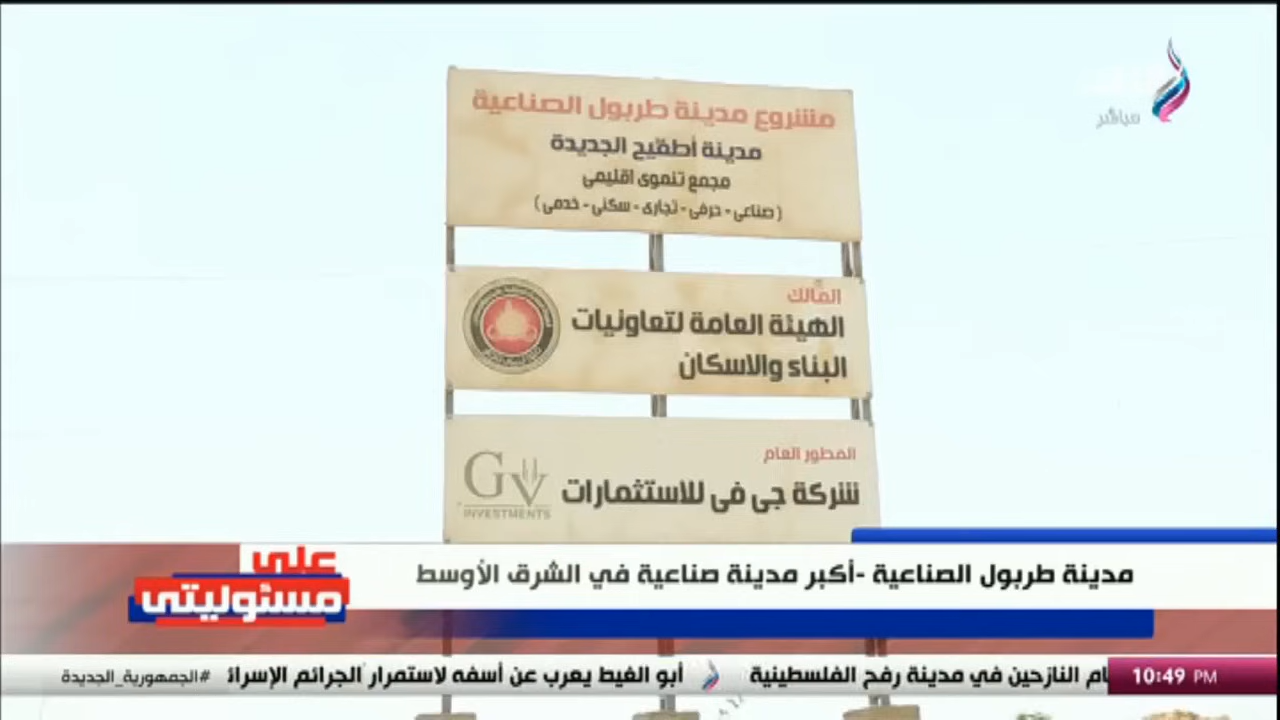 مباشر
مشروع مدينة طربول الصناعية
مدينة أطفيح الجديدة
مجمع تنموى اقليمى
(صناعى - حرفى - تجارى - سكنى - خدمى)
المالك
الهيئة العامة لتعاونيات
البناء والاسكان
المطور العام
شركة جى فى للاستثمارات
GV
INVESTMENTS
مدينة طربول الصناعية -أكبر مدينة صناعية في الشرق الأوسط
على
مسئوليتى
10:49 PM
ام النازحين في مدينة رفح الفلسطينية
أبو الغيط يعرب عن أسفه لاستمرار الجرائم الإسرائ
#الجمهورية_الجديدة